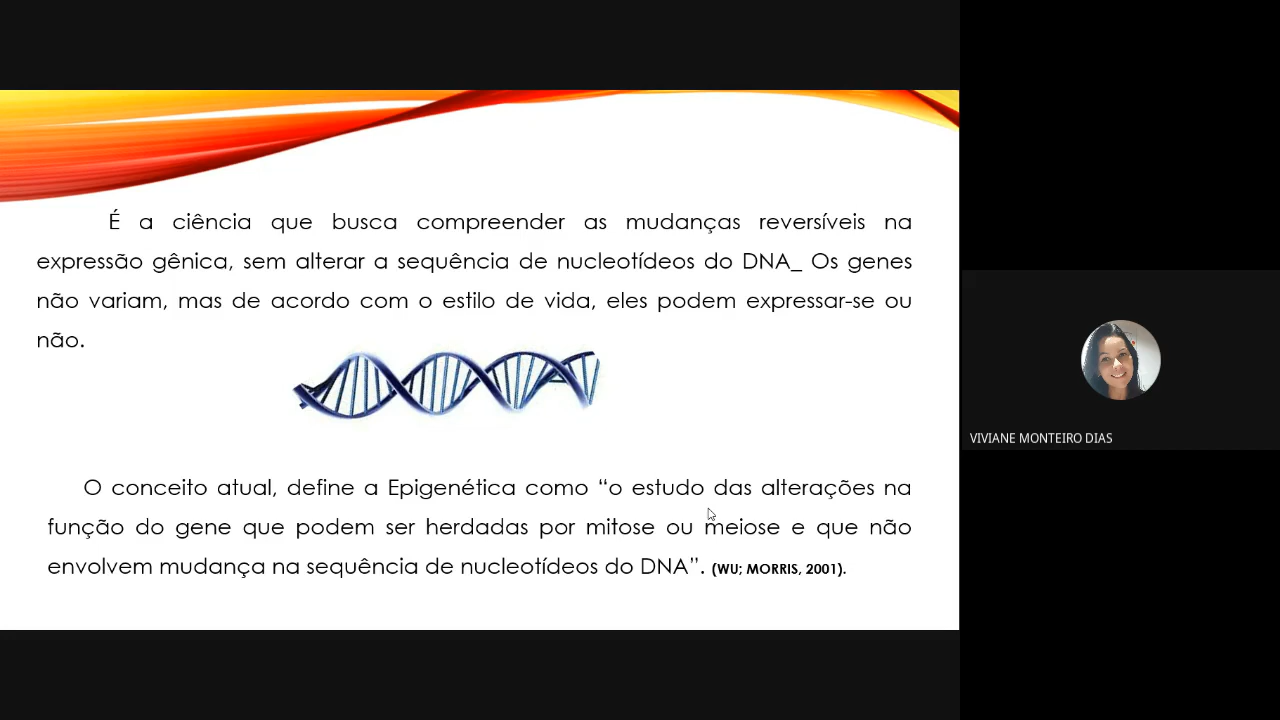 É a ciência que busca compreender as mudanças reversíveis na
expressão gênica, sem alterar a sequência de nucleotídeos do DNA_ Os genes
não variam, mas de acordo com o estilo de vida, eles podem expressar-se ou
não.
O conceito atual, define a Epigenética como “o estudo das alterações na
função do gene que podem ser herdadas por mitose ou meiose e que não
envolvem mudança na sequência de nucleotídeos do DNA”. (WU; MORRIS, 2001).
VIVIANE MONTEIRO DIAS